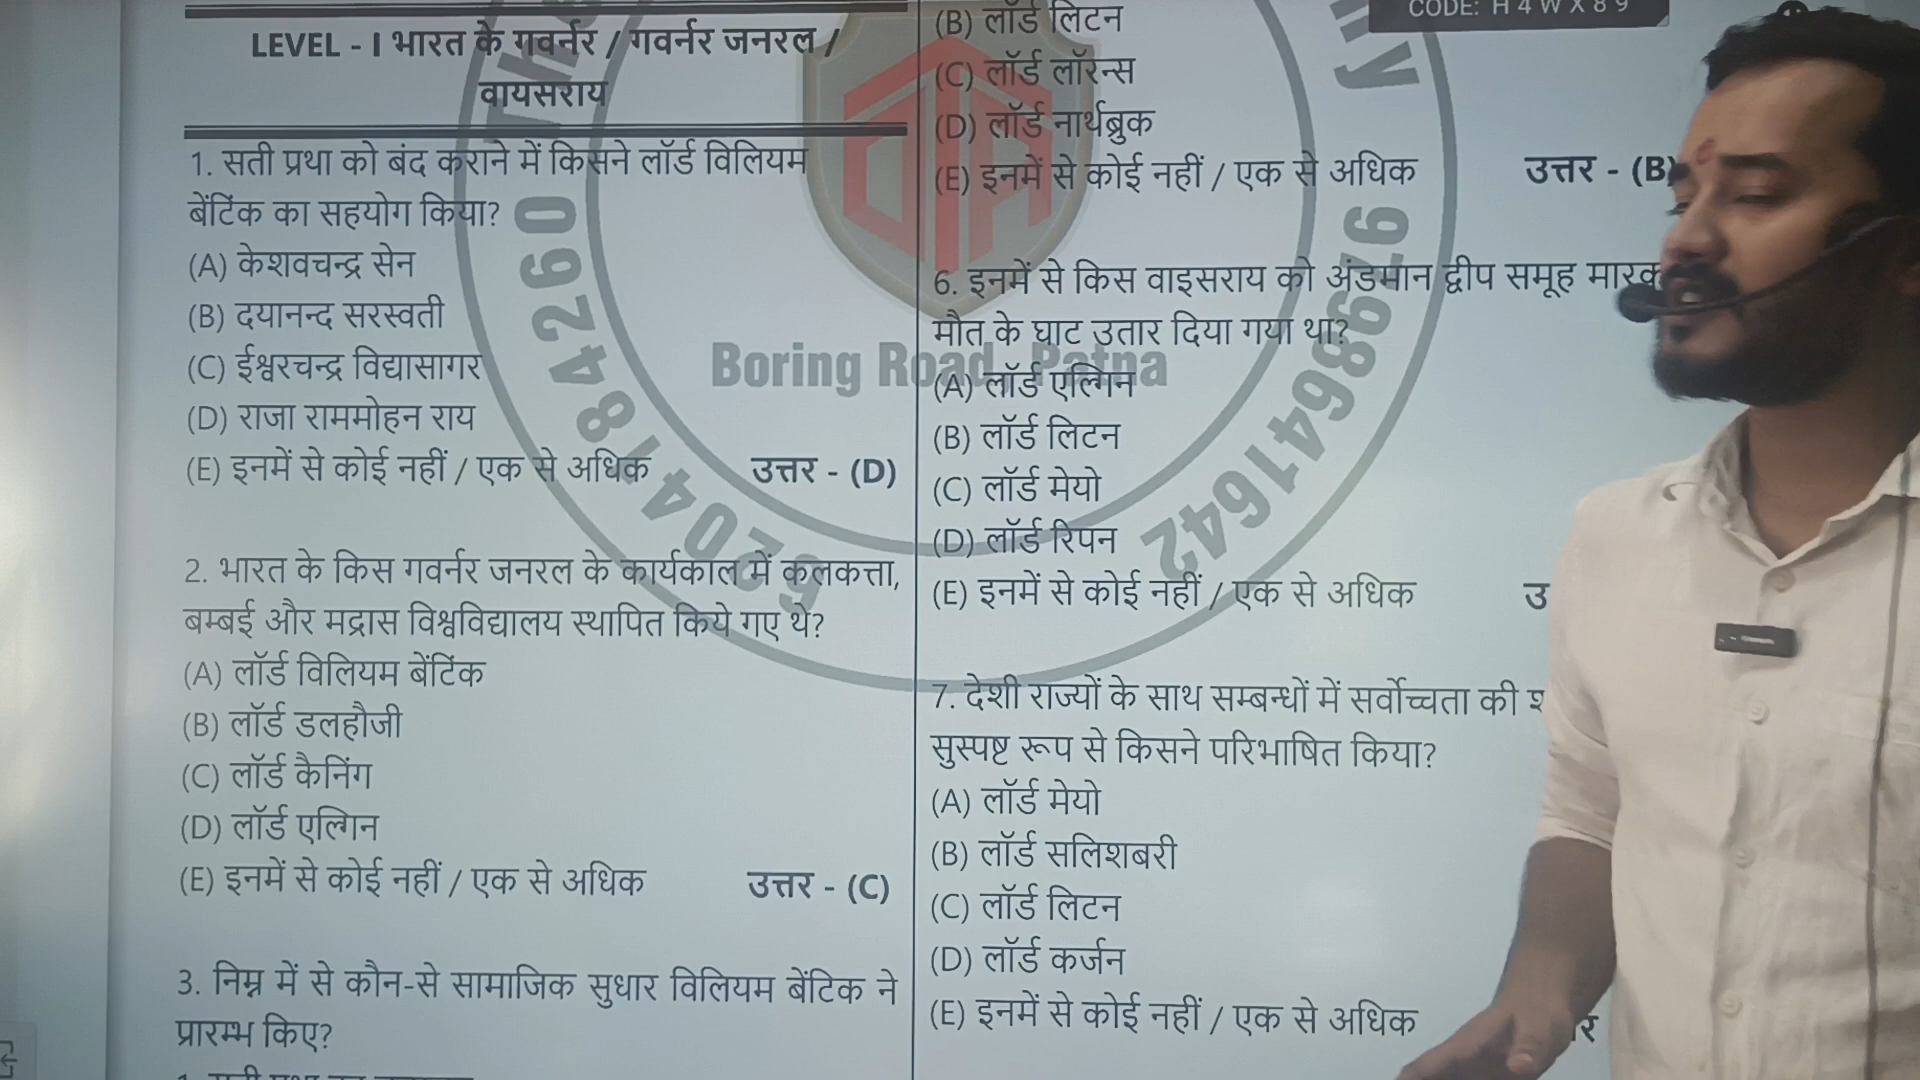 LEVEL - I भारत के गवर्नर / गवर्नर जनरल /
वायसराय
1. सती प्रथा को बंद कराने में किसने लॉर्ड विलियम
बेंटिंक का सहयोग किया?
(A) केशवचन्द्र सेन
(B) दयानन्द सरस्वती
(C) ईश्वरचन्द्र विद्यासागर
(D) राजा राममोहन राय
(E) इनमें से कोई नहीं / एक से अधिक उत्तर - (D)
2. भारत के किस गवर्नर जनरल के कार्यकाल में कलकत्ता,
बम्बई और मद्रास विश्वविद्यालय स्थापित किये गए थे?
(A) लॉर्ड विलियम बेंटिंक
(B) लॉर्ड डलहौजी
(C) लॉर्ड कैनिंग
(D) लॉर्ड एल्गिन
(E) इनमें से कोई नहीं / एक से अधिक उत्तर - (C)
3. निम्न में से कौन-से सामाजिक सुधार विलियम बेंटिक ने
प्रारम्भ किए?
(B) लॉर्ड लिटन
(C) लॉर्ड लॉरेन्स
(D) लॉर्ड नार्थब्रुक
(E) इनमें से कोई नहीं / एक से अधिक उत्तर - (B)
6. इनमें से किस वाइसराय को अंडमान द्वीप समूह
मौत के घाट उतार दिया गया था?
(A) लॉर्ड एल्गिन
(B) लॉर्ड लिटन
(C) लॉर्ड मेयो
(D) लॉर्ड रिपन
(E) इनमें से कोई नहीं / एक से अधिक
7. देशी राज्यों के साथ सम्बन्धों में सर्वोच्चता की
सुस्पष्ट रूप से किसने परिभाषित किया?
(A) लॉर्ड मेयो
(B) लॉर्ड सलिशबरी
(C) लॉर्ड लिटन
(D) लॉर्ड कर्जन
(E) इनमें से कोई नहीं / एक से अधिक
CODE: H4WX89
Boring Road, Patna
9798641642